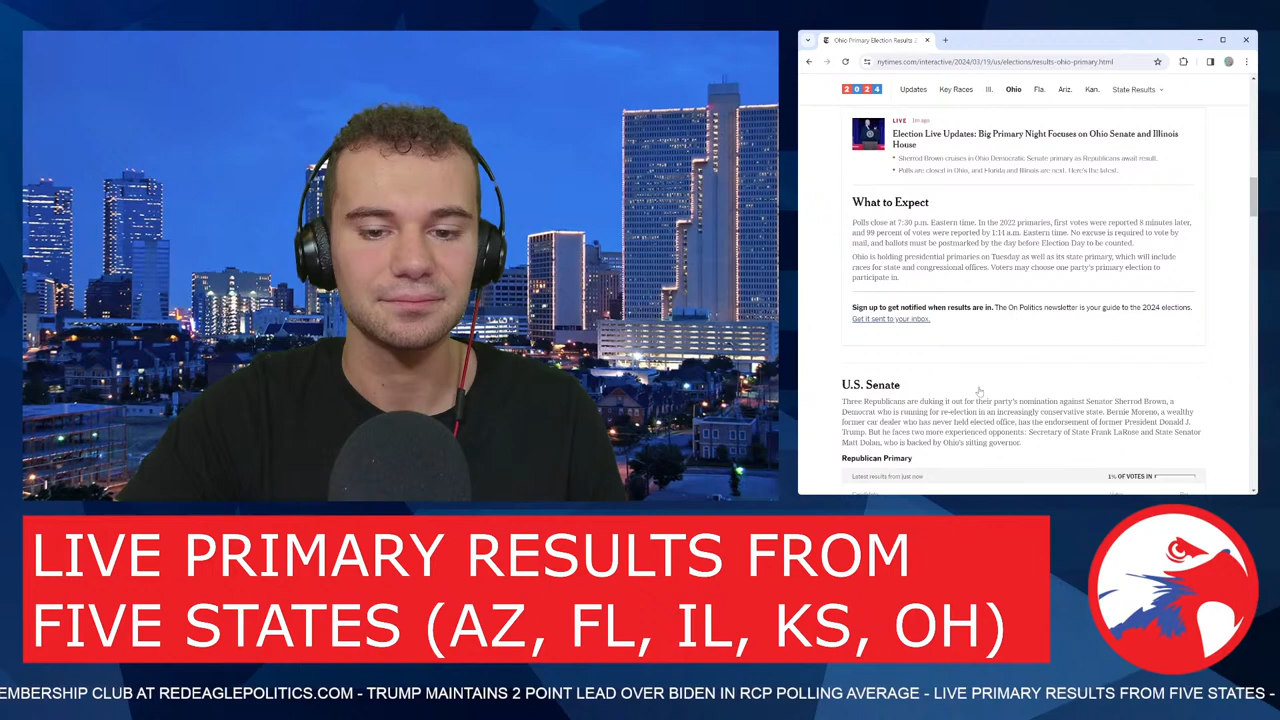 Ohio Primary Election Results 2
nytimes.com/interactive/2024/03/19/us/elections/results-ohio-primary.html
2024 Updates Key Races Ill. Ohio Fla. Ariz. Kan. State Results
LIVE 1m ago
Election Live Updates: Big Primary Night Focuses on Ohio Senate and Illinois
House
• Sherrod Brown cruises in Ohio Democratic Senate primary as Republicans await result.
• Polls are closed in Ohio, and Florida and Illinois are next. Here's the latest.
What to Expect
Polls close at 7:30 p.m. Eastern time. In the 2022 primaries, first votes were reported 8 minutes later,
and 99 percent of votes were reported by 1:14 a.m. Eastern time. No excuse is required to vote by
mail, and ballots must be postmarked by the day before Election Day to be counted.
Ohio is holding presidential primaries on Tuesday as well as its state primary, which will include
races for state and congressional offices. Voters may choose one party's primary election to
participate in.
Sign up to get notified when results are in. The On Politics newsletter is your guide to the 2024 elections.
Get it sent to your inbox.
U.S. Senate
Three Republicans are duking it out for their party's nomination against Senator Sherrod Brown, a
Democrat who is running for re-election in an increasingly conservative state. Bernie Moreno, a wealthy
former car dealer who has never held elected office, has the endorsement of former President Donald J.
Trump. But he faces two more experienced opponents: Secretary of State Frank LaRose and State Senator
Matt Dolan, who is backed by Ohio's sitting governor.
Republican Primary
Latest results from just now 1% OF VOTES IN
LIVE PRIMARY RESULTS FROM
FIVE STATES (AZ, FL, IL, KS, OH)
EMBERSHIP CLUB AT REDEAGLEPOLITICS.COM - TRUMP MAINTAINS 2 POINT LEAD OVER BIDEN IN RCP POLLING AVERAGE - LIVE PRIMARY RESULTS FROM FIVE STATES -